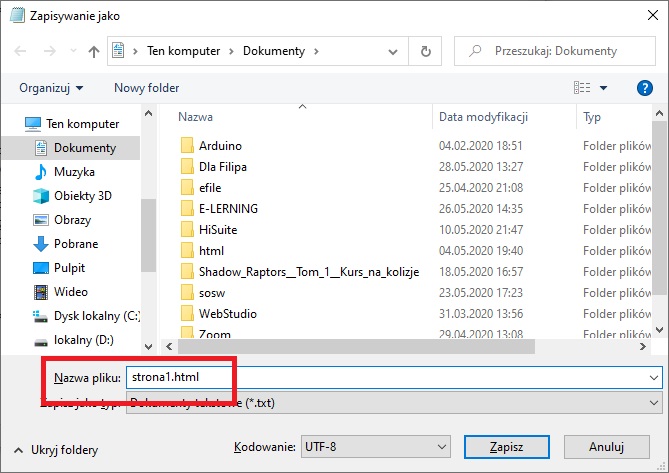 Zapisywanie jako
Ten komputer > Dokumenty >
Przeszukaj: Dokumenty
Organizuj
Nowy folder
Ten komputer
Dokumenty
Muzyka
Obiekty 3D
Obrazy
Pobrane
Pulpit
Wideo
Dysk lokalny (C:)
lokalny (D:)
Nazwa Data modyfikacji Typ
Arduino 04.02.2020 18:51 Folder plików
Dla Filipa 28.05.2020 13:27 Folder plików
efile 25.04.2020 21:08 Folder plików
E-LERNING 26.05.2020 14:35 Folder plików
HiSuite 10.05.2020 21:47 Folder plików
html 04.05.2020 19:40 Folder plików
Shadow_Raptors__Tom_1__Kurs_na_kolizje 18.05.2020 16:57 Folder plików
sosw 23.05.2020 17:23 Folder plików
WebStudio 31.03.2020 13:56 Folder plików
Zoom 29.04.2020 13:08 Folder plików
Nazwa pliku: strona1.html
Zapisz jako typ: Dokumenty tekstowe (*.txt)
Ukryj foldery
Kodowanie: UTF-8
Zapisz
Anuluj